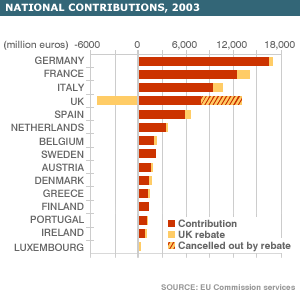 NATIONAL CONTRIBUTIONS, 2003
(million euros) -6000 0 6,000 12,000 18,000
GERMANY
FRANCE
ITALY
UK
SPAIN
NETHERLANDS
BELGIUM
SWEDEN
AUSTRIA
DENMARK
GREECE
FINLAND
PORTUGAL
IRELAND
LUXEMBOURG
Contribution
UK rebate
Cancelled out by rebate
SOURCE: EU Commission services